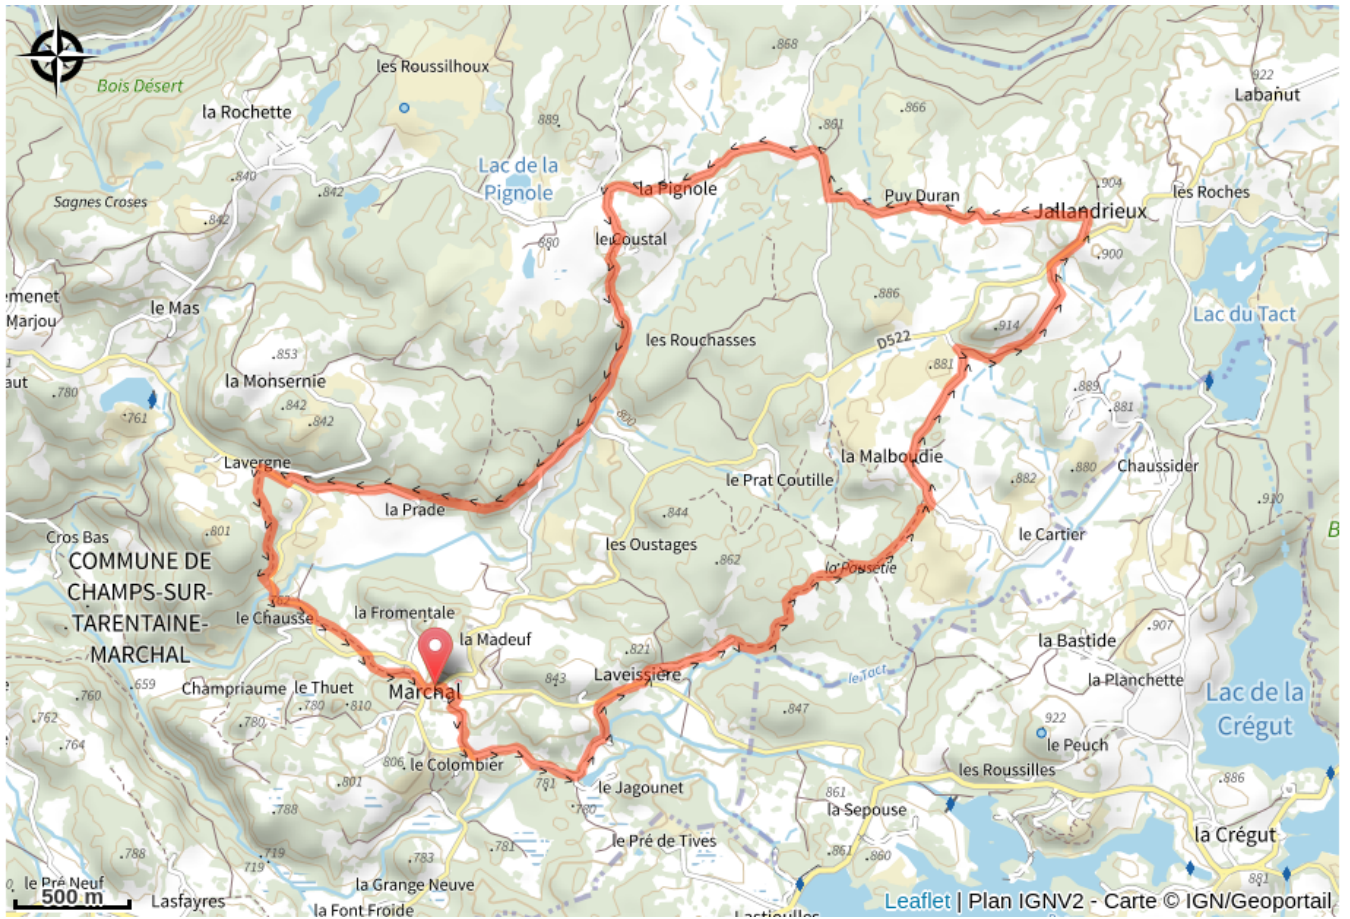 .868
les Roussilhoux
922
Bois Désert
Labanut
la Rochette
889.
.866
.861
Lac de la
Pignole
.840
.842
.904
la Pignole
Puy Duran
les Roches
Sagnes Croses
Jallandrieux
.842
le Coustal
880
.900
emenet
.886
le Mas
Marjou
Lac du Tact
.914
D522
les Rouchasses
.853
.881
la Monsernie
aut
.889
.780
.842
.881
.761
.842
800
Lavergne
la Malboudie
.880
Chaussider
le Prat Coutille
.882
.910
la Prade
.844
.801
Cros Bas
le Cartier
les Oustages
COMMUNE DE
CHAMPS-SUR-
TARENTAINE-
MARCHAL
.862
la Pousetie
762
la Fromentale
le Chausse
.907
la Madeuf
la Bastide
.821
Laveissière
le Tact
843
.659
la Planchette
Champriaume
le Thuet
Marchal
.760
.780
.810
Lac de la
Crégut
.847
.762
.780
922
.764
le Peuch
806
le Colombier
les Roussilles
.801
781
.886
le Jagounet
861
.788
.780
la Sepouse
la Crégut
le Pré de Tives
.781
.719
.788
.783
.861
.860
719
881
le Pré Neuf
la Grange Neuve
500 m
Lasfayres
la Font Froide
Lastioulles
Leaflet | Plan IGNV2 - Carte © IGN/Geoportail